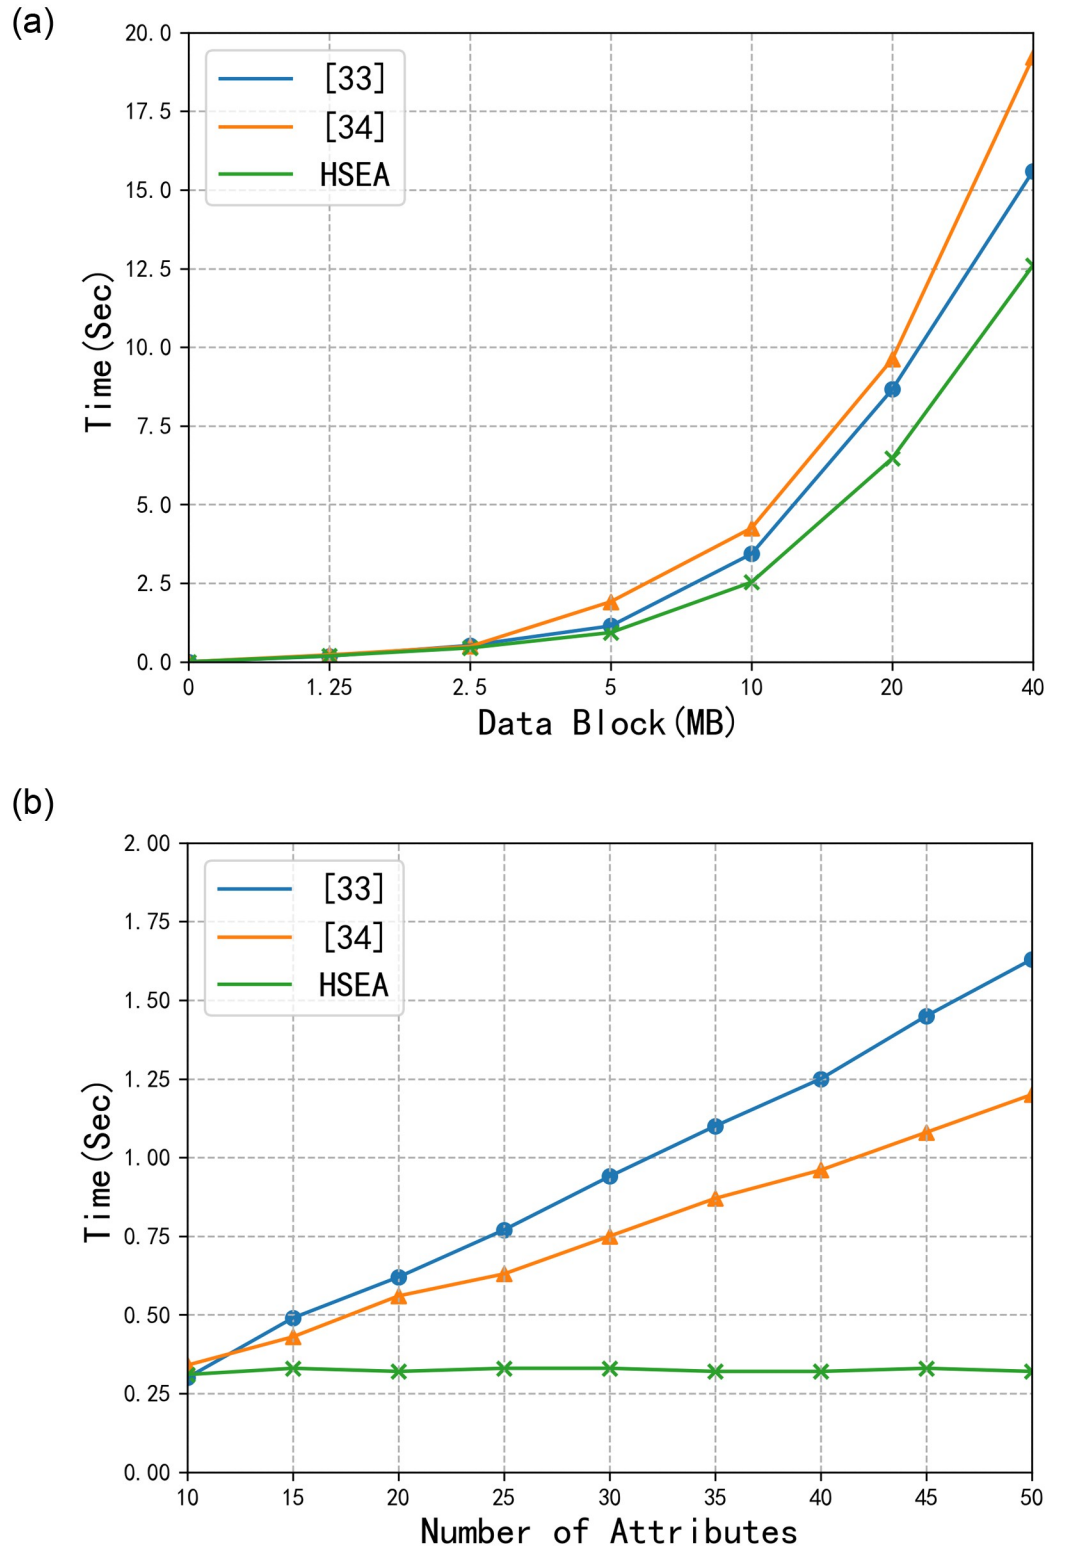 (a)
20.0
17.5
15.0
12.5
10.0
7.5
5.0
2.5
0.0
[33]
[34]
HSEA
Time(Sec)
0 1.25 2.5 5 10 20 40
Data Block(MB)
(b)
2.00
1.75
1.50
1.25
1.00
0.75
0.50
0.25
0.00
[33]
[34]
HSEA
Time(Sec)
10 15 20 25 30 35 40 45 50
Number of Attributes